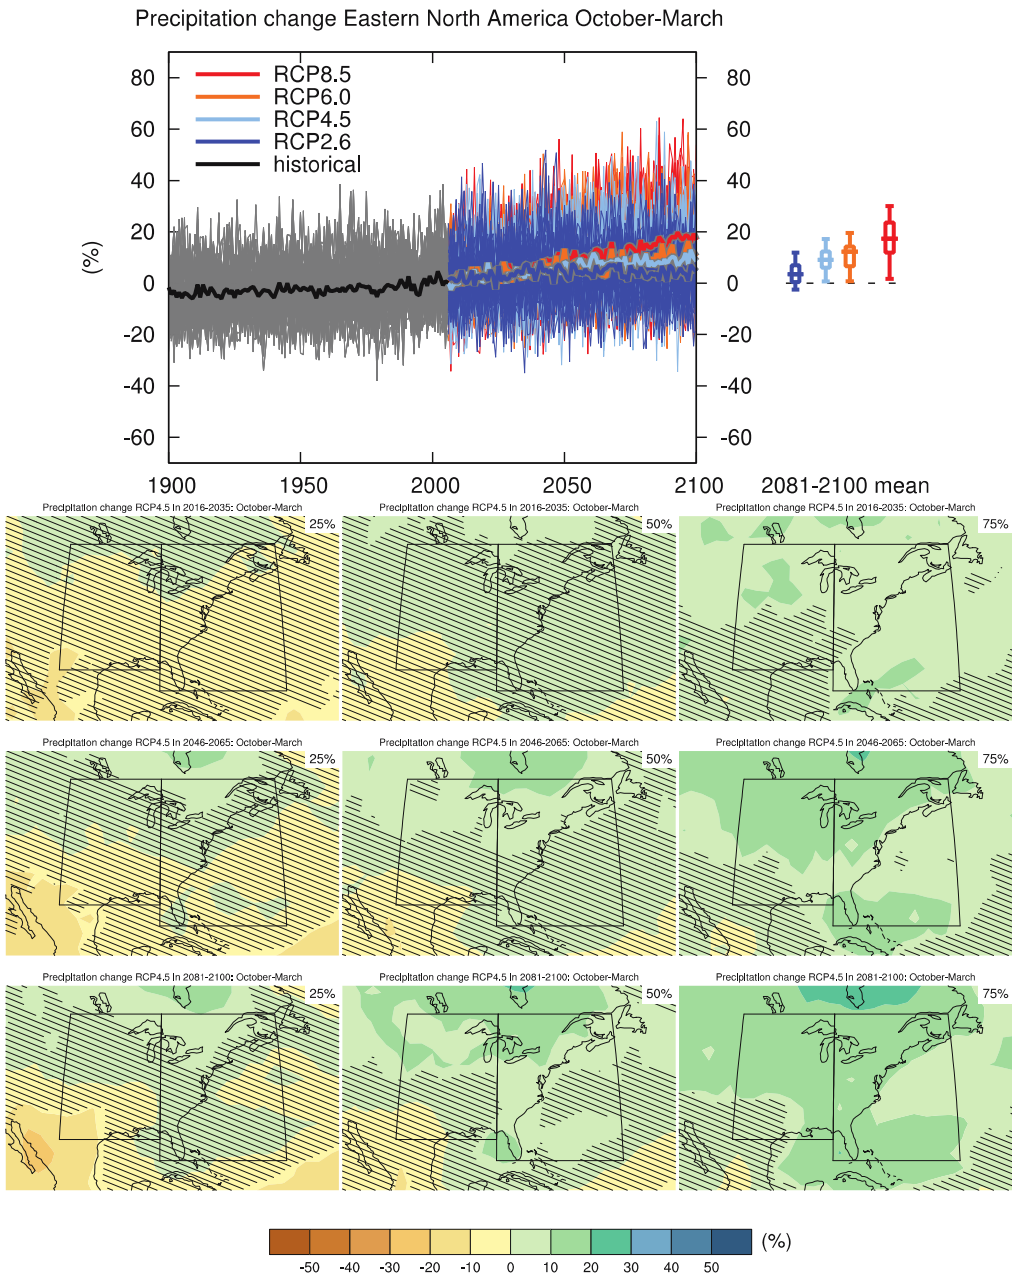 Precipitation change Eastern North America October-March
RCP8.5
RCP6.0
RCP4.5
RCP2.6
historical
(%)
80
60
40
20
0
-20
-40
-60
80
60
40
20
0
-20
-40
-60
1900
1950
2000
2050
2100
2081-2100 mean
Precipitation change RCP4.5 in 2016-2035: October-March
25%
Precipitation change RCP4.5 in 2016-2035: October-March
50%
Precipitation change RCP4.5 in 2016-2035: October-March
75%
Precipitation change RCP4.5 in 2046-2065: October-March
25%
Precipitation change RCP4.5 in 2046-2065: October-March
50%
Precipitation change RCP4.5 in 2046-2065: October-March
75%
Precipitation change RCP4.5 in 2081-2100: October-March
25%
Precipitation change RCP4.5 in 2081-2100: October-March
50%
Precipitation change RCP4.5 in 2081-2100: October-March
75%
(%)
-50 -40 -30 -20 -10 0 10 20 30 40 50